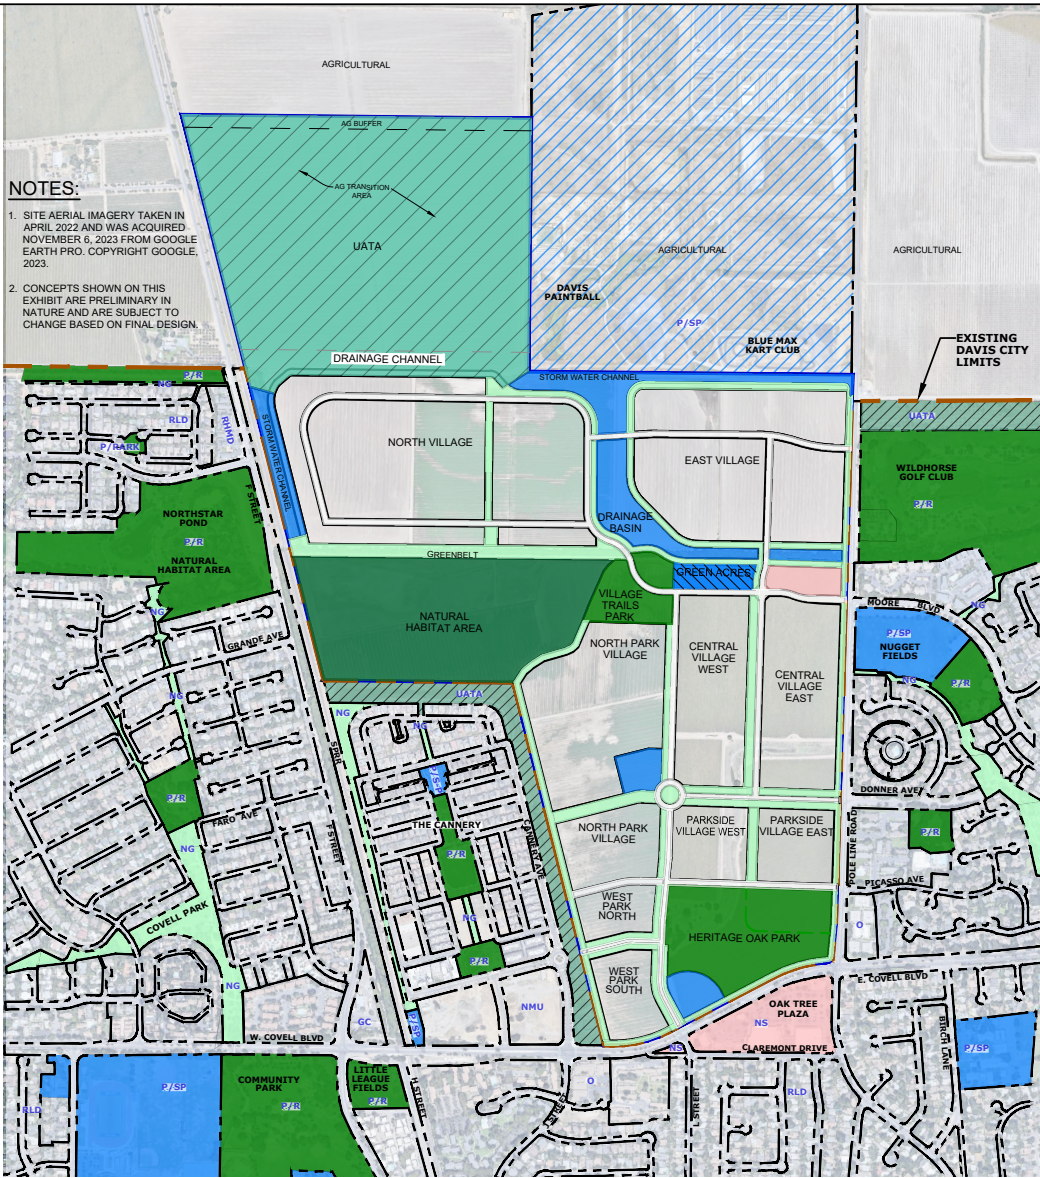 AGRICULTURAL
AG BUFFER
AG TRANSITION
AREA
UATA
NOTES:
1. SITE AERIAL IMAGERY TAKEN IN
APRIL 2022 AND WAS ACQUIRED
NOVEMBER 6, 2023 FROM GOOGLE
EARTH PRO. COPYRIGHT GOOGLE,
2023.
2. CONCEPTS SHOWN ON THIS
EXHIBIT ARE PRELIMINARY IN
NATURE AND ARE SUBJECT TO
CHANGE BASED ON FINAL DESIGN.
AGRICULTURAL
AGRICULTURAL
DAVIS
PAINTBALL
P/SP
BLUE MAX
KART CLUB
EXISTING
DAVIS CITY
LIMITS
DRAINAGE CHANNEL
STORM WATER CHANNEL
P/R
NG
RLD
RHMD
P/PARK
STORM WATER CHANNEL
NORTH VILLAGE
EAST VILLAGE
UATA
WILDHORSE
GOLF CLUB
P/R
F STREET
NORTHSTAR
POND
P/R
NATURAL
HABITAT AREA
DRAINAGE
BASIN
GREENBELT
GREEN ACRES
NATURAL
HABITAT AREA
VILLAGE
TRAILS
PARK
MOORE BLVD
NG
NG
P/SP
NUGGET
FIELDS
GRANDE AVE
NORTH PARK
VILLAGE
CENTRAL
VILLAGE
WEST
CENTRAL
VILLAGE
EAST
NG
P/R
NG
UATA
NG
NG
SPRR
P/SP
P/R
DONNER AVE
FARO AVE
F STREET
THE CANNERY
CANNERY AVE
NORTH PARK
VILLAGE
PARKSIDE
VILLAGE WEST
PARKSIDE
VILLAGE EAST
P/R
NG
P/R
POLE LINE ROAD
PICASSO AVE
COVELL PARK
NG
WEST
PARK
NORTH
HERITAGE OAK PARK
O
P/R
WEST
PARK
SOUTH
E. COVELL BLVD
NG
NMU
OAK TREE
PLAZA
NS
GC
P/SP
W. COVELL BLVD
NS
CLAREMONT DRIVE
BIRCH LANE
P/SP
P/SP
COMMUNITY
PARK
P/R
LITTLE
LEAGUE
FIELDS
P/R
H STREET
O
J STREET
L STREET
RLD
RLD